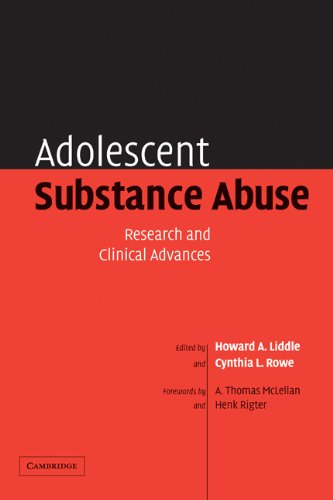 Adolescent
Substance Abuse
Research and
Clinical Advances
Edited by Howard A. Liddle
and Cynthia L. Rowe
Forewords by A. Thomas McLellan
and Henk Rigter
CAMBRIDGE